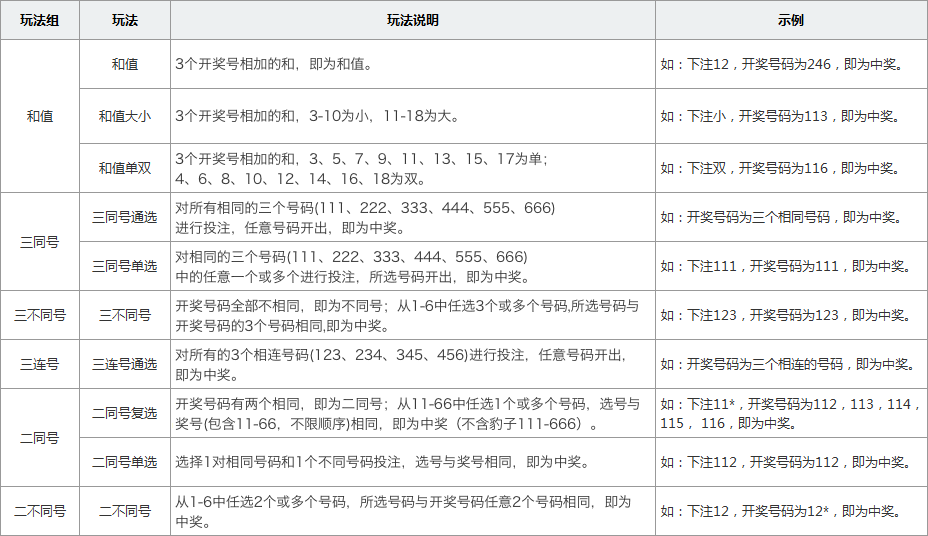 玩法组 玩法 玩法说明 示例
和值 和值 3个开奖号相加的和，即为和值。 如：下注12，开奖号码为246，即为中奖。
和值大小 3个开奖号相加的和，3-10为小，11-18为大。 如：下注小，开奖号码为113，即为中奖。
和值单双 3个开奖号相加的和，3、5、7、9、11、13、15、17为单；
4、6、8、10、12、14、16、18为双。 如：下注双，开奖号码为116，即为中奖。
三同号 三同号通选 对所有相同的三个号码(111、222、333、444、555、666)
进行投注，任意号码开出，即为中奖。 如：开奖号码为三个相同号码，即为中奖。
三同号单选 对相同的三个号码(111、222、333、444、555、666)
中的任意一个或多个进行投注，所选号码开出，即为中奖。 如：下注111，开奖号码为111，即为中奖。
三不同号 三不同号 开奖号码全部不相同，即为不同号；从1-6中任选3个或多个号码,所选号码与
开奖号码的3个号码相同,即为中奖。 如：下注123，开奖号码为123，即为中奖。
三连号 三连号通选 对所有的3个相连号码(123、234、345、456)进行投注，任意号码开出，
即为中奖。 如：开奖号码为三个相连的号码，即为中奖。
二同号 二同号复选 开奖号码有两个相同，即为二同号；从11-66中任选1个或多个号码，选号与
奖号(包含11-66，不限顺序)相同，即为中奖（不含豹子111-666）。 如：下注11*，开奖号码为112，113，114，
115， 116，即为中奖。
二同号单选 选择1对相同号码和1个不同号码投注，选号与奖号相同，即为中奖。 如：下注112，开奖号码为112，即为中奖。
二不同号 二不同号 从1-6中任选2个或多个号码，所选号码与开奖号码任意2个号码相同，即为
中奖。 如：下注12，开奖号码为12*，即为中奖。